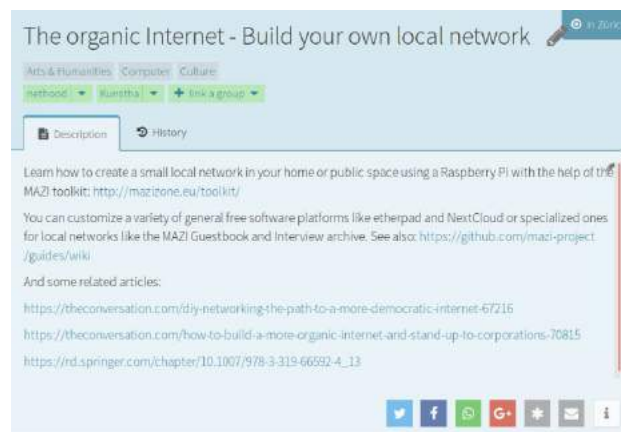 The organic Internet - Build your own local network
in Züric
Arts & Humanities Computer Culture
nethood Kunstha + link a group
Description History
Learn how to create a small local network in your home or public space using a Raspberry Pi with the help of the
MAZI toolkit: http://mazizone.eu/toolkit/
You can customize a variety of general free software platforms like etherpad and NextCloud or specialized ones
for local networks like the MAZI Guestbook and Interview archive. See also: https://github.com/mazi-project
/guides/wiki
And some related articles:
https://theconversation.com/diy-networking-the-path-to-a-more-democratic-internet-67216
https://theconversation.com/how-to-build-a-more-organic-internet-and-stand-up-to-corporations-70815
https://rd.springer.com/chapter/10.1007/978-3-319-66592-4_13
f G+ * i